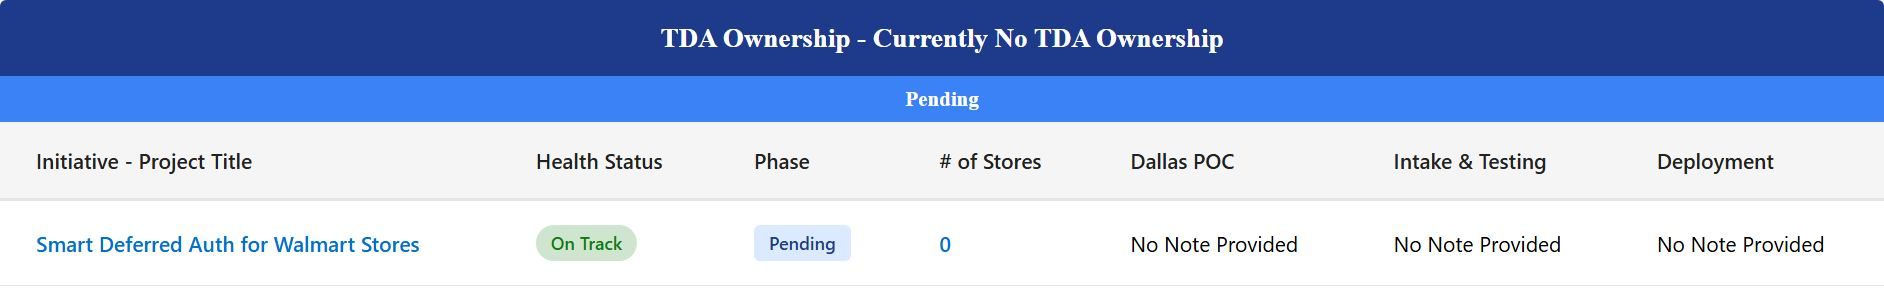 TDA Ownership - Currently No TDA Ownership
Pending
Initiative - Project Title Health Status Phase # of Stores Dallas POC Intake & Testing Deployment
Smart Deferred Auth for Walmart Stores On Track Pending 0 No Note Provided No Note Provided No Note Provided